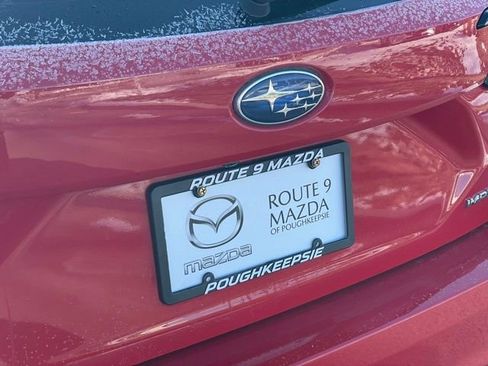 ROUTE 9 MAZDA
mazda
ROUTE 9
MAZDA
OF POUGHKEEPSIE
POUGHKEEPSIE